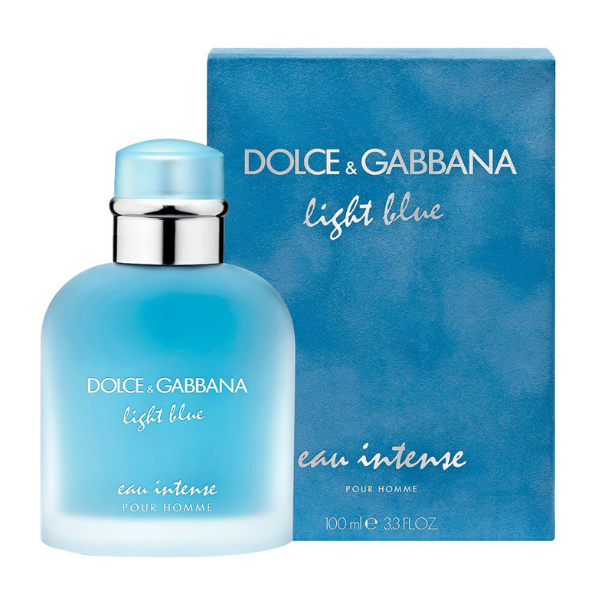 DOLCE & GABBANA
light blue
eau intense
POUR HOMME
DOLCE & GABBANA
light blue
eau intense
POUR HOMME
100 ml ℮ 3.3 FL.OZ.